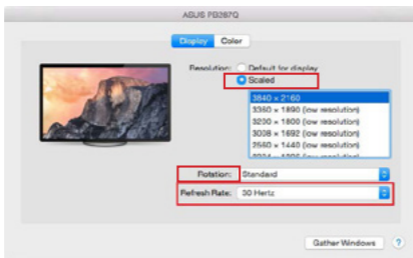 ASUS PB287Q
Display Color
Resolution: Default for display
Scaled
3840 × 2160
3360 × 1890 (low resolution)
3200 × 1800 (low resolution)
3008 × 1692 (low resolution)
2560 × 1440 (low resolution)
Rotation: Standard
Refresh Rate: 30 Hertz
Gather Windows ?